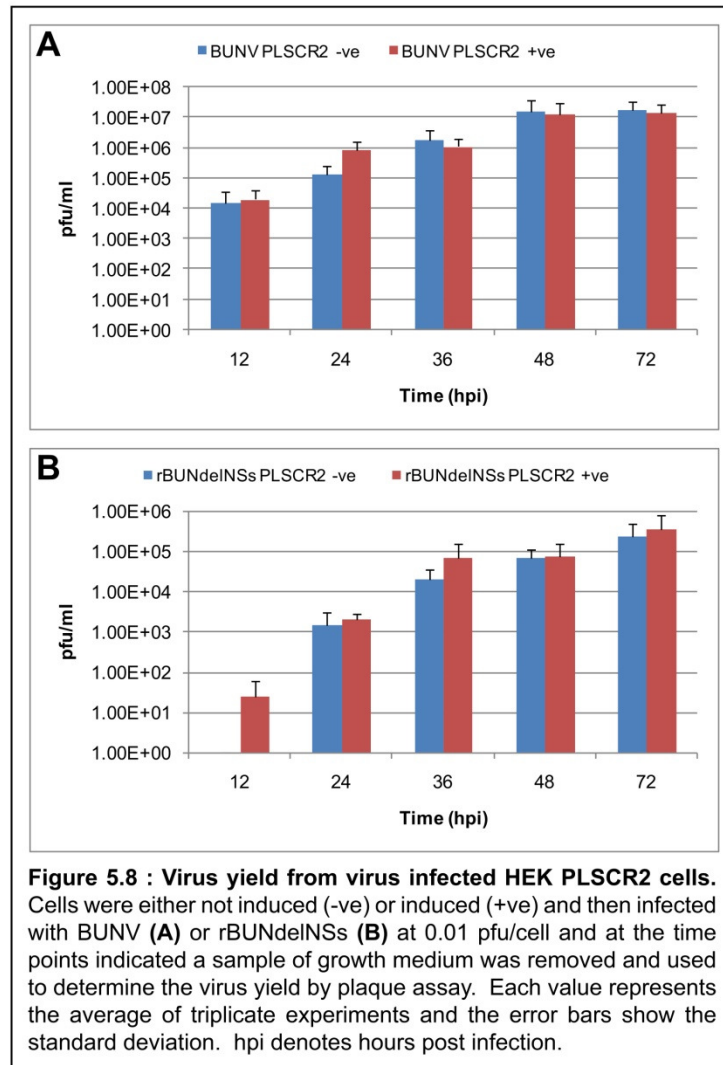 A
BUNV PLSCR2 -ve BUNV PLSCR2 +ve
1.00E+08
1.00E+07
1.00E+06
1.00E+05
1.00E+04
1.00E+03
1.00E+02
1.00E+01
1.00E+00
pfu/ml
12 24 36 48 72
Time (hpi)
B
rBUNdelNSs PLSCR2 -ve rBUNdelNSs PLSCR2 +ve
1.00E+06
1.00E+05
1.00E+04
1.00E+03
1.00E+02
1.00E+01
1.00E+00
pfu/ml
12 24 36 48 72
Time (hpi)
Figure 5.8 : Virus yield from virus infected HEK PLSCR2 cells.
Cells were either not induced (-ve) or induced (+ve) and then infected
with BUNV (A) or rBUNdelNSs (B) at 0.01 pfu/cell and at the time
points indicated a sample of growth medium was removed and used
to determine the virus yield by plaque assay. Each value represents
the average of triplicate experiments and the error bars show the
standard deviation. hpi denotes hours post infection.